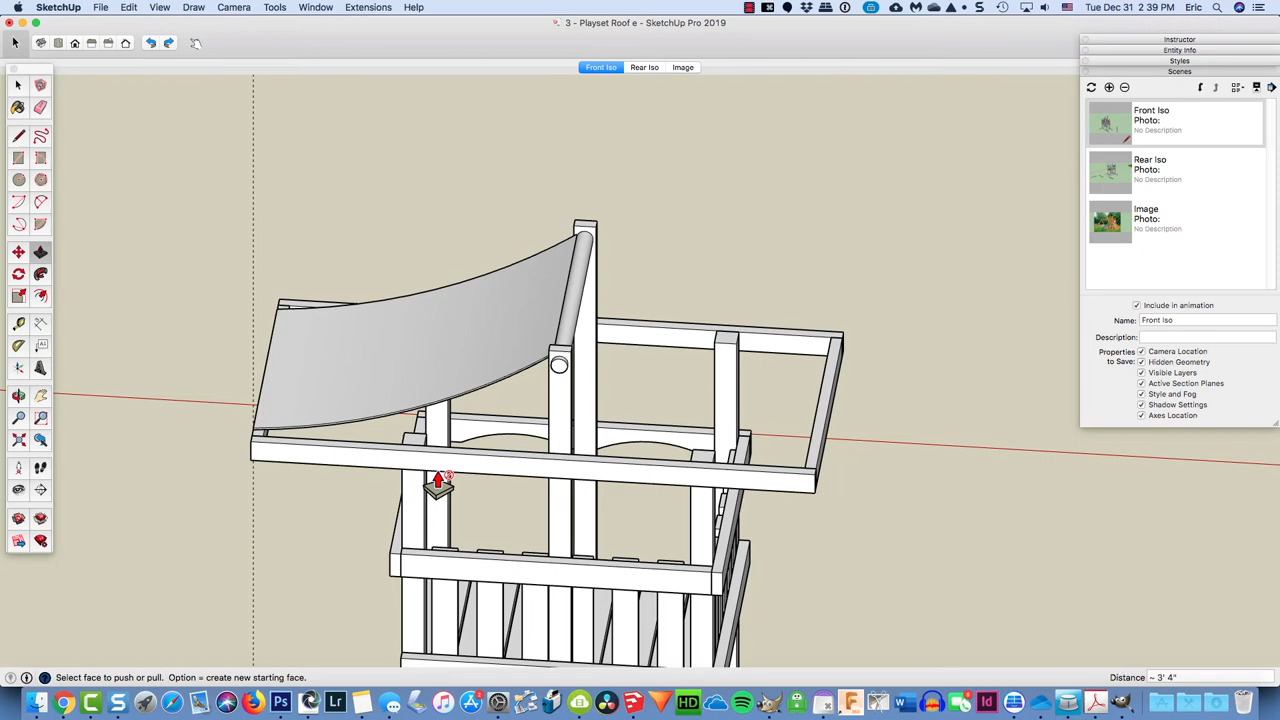 SketchUp File Edit View Draw Camera Tools Window Extensions Help
Tue Dec 31 2:39 PM Eric
3 - Playset Roof e - SketchUp Pro 2019
Front Iso Rear Iso Image
Instructor
Entity Info
Styles
Scenes
Front Iso
Photo:
No Description
Rear Iso
Photo:
No Description
Image
Photo:
No Description
Include in animation
Name: Front Iso
Description:
Properties to Save:
Camera Location
Hidden Geometry
Visible Layers
Active Section Planes
Style and Fog
Shadow Settings
Axes Location
Select face to push or pull. Option = create new starting face.
Distance ~ 3' 4"